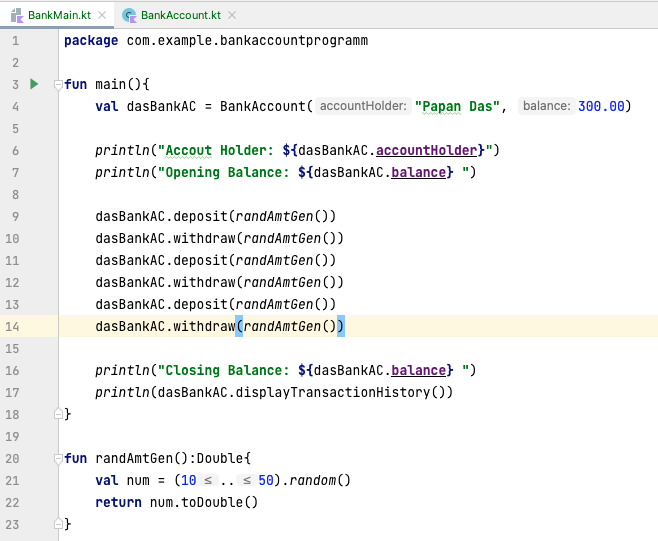 BankMain.kt × BankAccount.kt ×
1 package com.example.bankaccountprogramm
2
3 fun main(){
4 val dasBankAC = BankAccount( accountHolder: "Papan Das", balance: 300.00)
5
6 println("Accout Holder: ${dasBankAC.accountHolder}")
7 println("Opening Balance: ${dasBankAC.balance} ")
8
9 dasBankAC.deposit(randAmtGen())
10 dasBankAC.withdraw(randAmtGen())
11 dasBankAC.deposit(randAmtGen())
12 dasBankAC.withdraw(randAmtGen())
13 dasBankAC.deposit(randAmtGen())
14 dasBankAC.withdraw(randAmtGen())
15
16 println("Closing Balance: ${dasBankAC.balance} ")
17 println(dasBankAC.displayTransactionHistory())
18 }
19
20 fun randAmtGen():Double{
21 val num = (10 ≤ .. ≤ 50).random()
22 return num.toDouble()
23 }